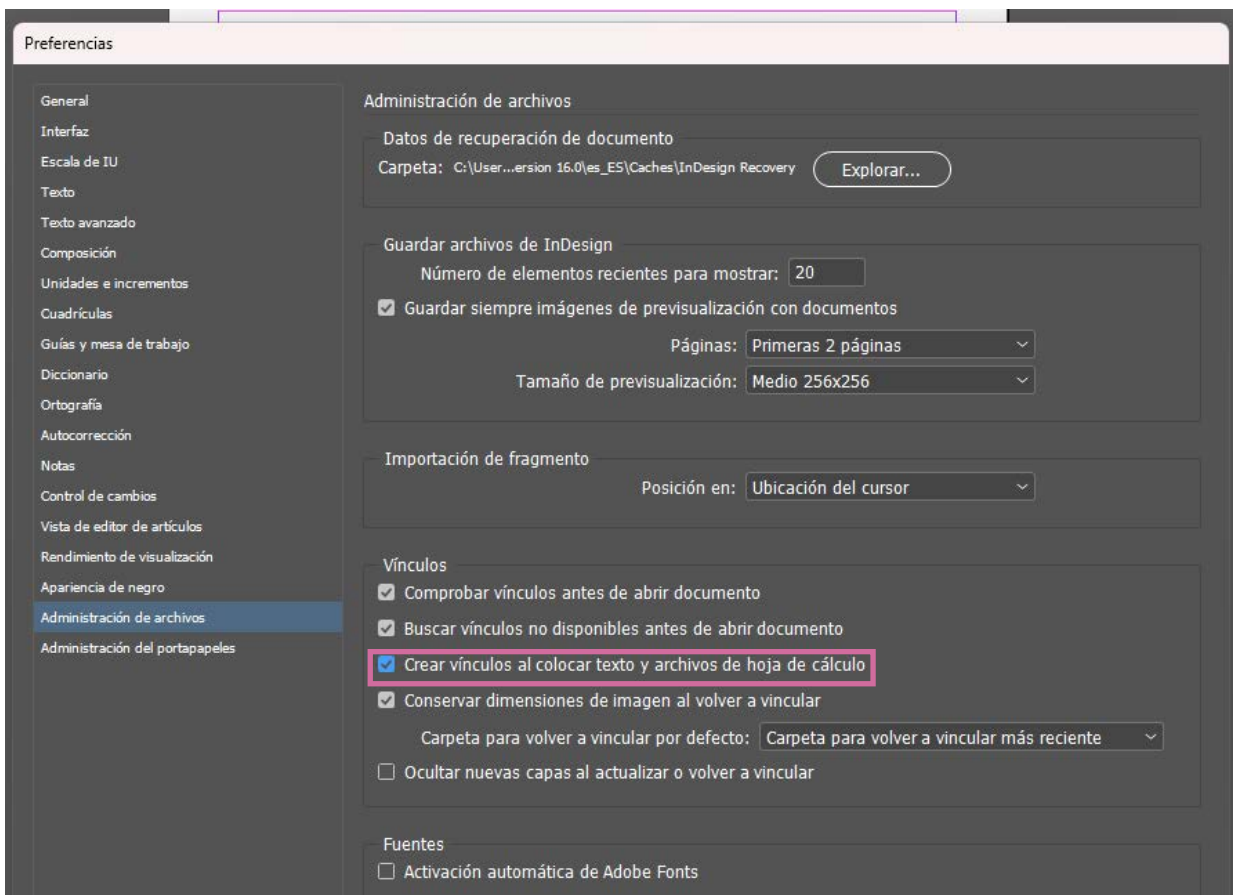 Preferencias
General
Interfaz
Escala de IU
Texto
Texto avanzado
Composición
Unidades e incrementos
Cuadrículas
Guías y mesa de trabajo
Diccionario
Ortografía
Autocorrección
Notas
Control de cambios
Vista de editor de artículos
Rendimiento de visualización
Apariencia de negro
Administración de archivos
Administración del portapapeles
Administración de archivos
Datos de recuperación de documento
Carpeta: C:\User...ersion 16.0\es_ES\Caches\InDesign Recovery Explorar...
Guardar archivos de InDesign
Número de elementos recientes para mostrar: 20
Guardar siempre imágenes de previsualización con documentos
Páginas: Primeras 2 páginas
Tamaño de previsualización: Medio 256x256
Importación de fragmento
Posición en: Ubicación del cursor
Vínculos
Comprobar vínculos antes de abrir documento
Buscar vínculos no disponibles antes de abrir documento
Crear vínculos al colocar texto y archivos de hoja de cálculo
Conservar dimensiones de imagen al volver a vincular
Carpeta para volver a vincular por defecto: Carpeta para volver a vincular más reciente
Ocultar nuevas capas al actualizar o volver a vincular
Fuentes
Activación automática de Adobe Fonts